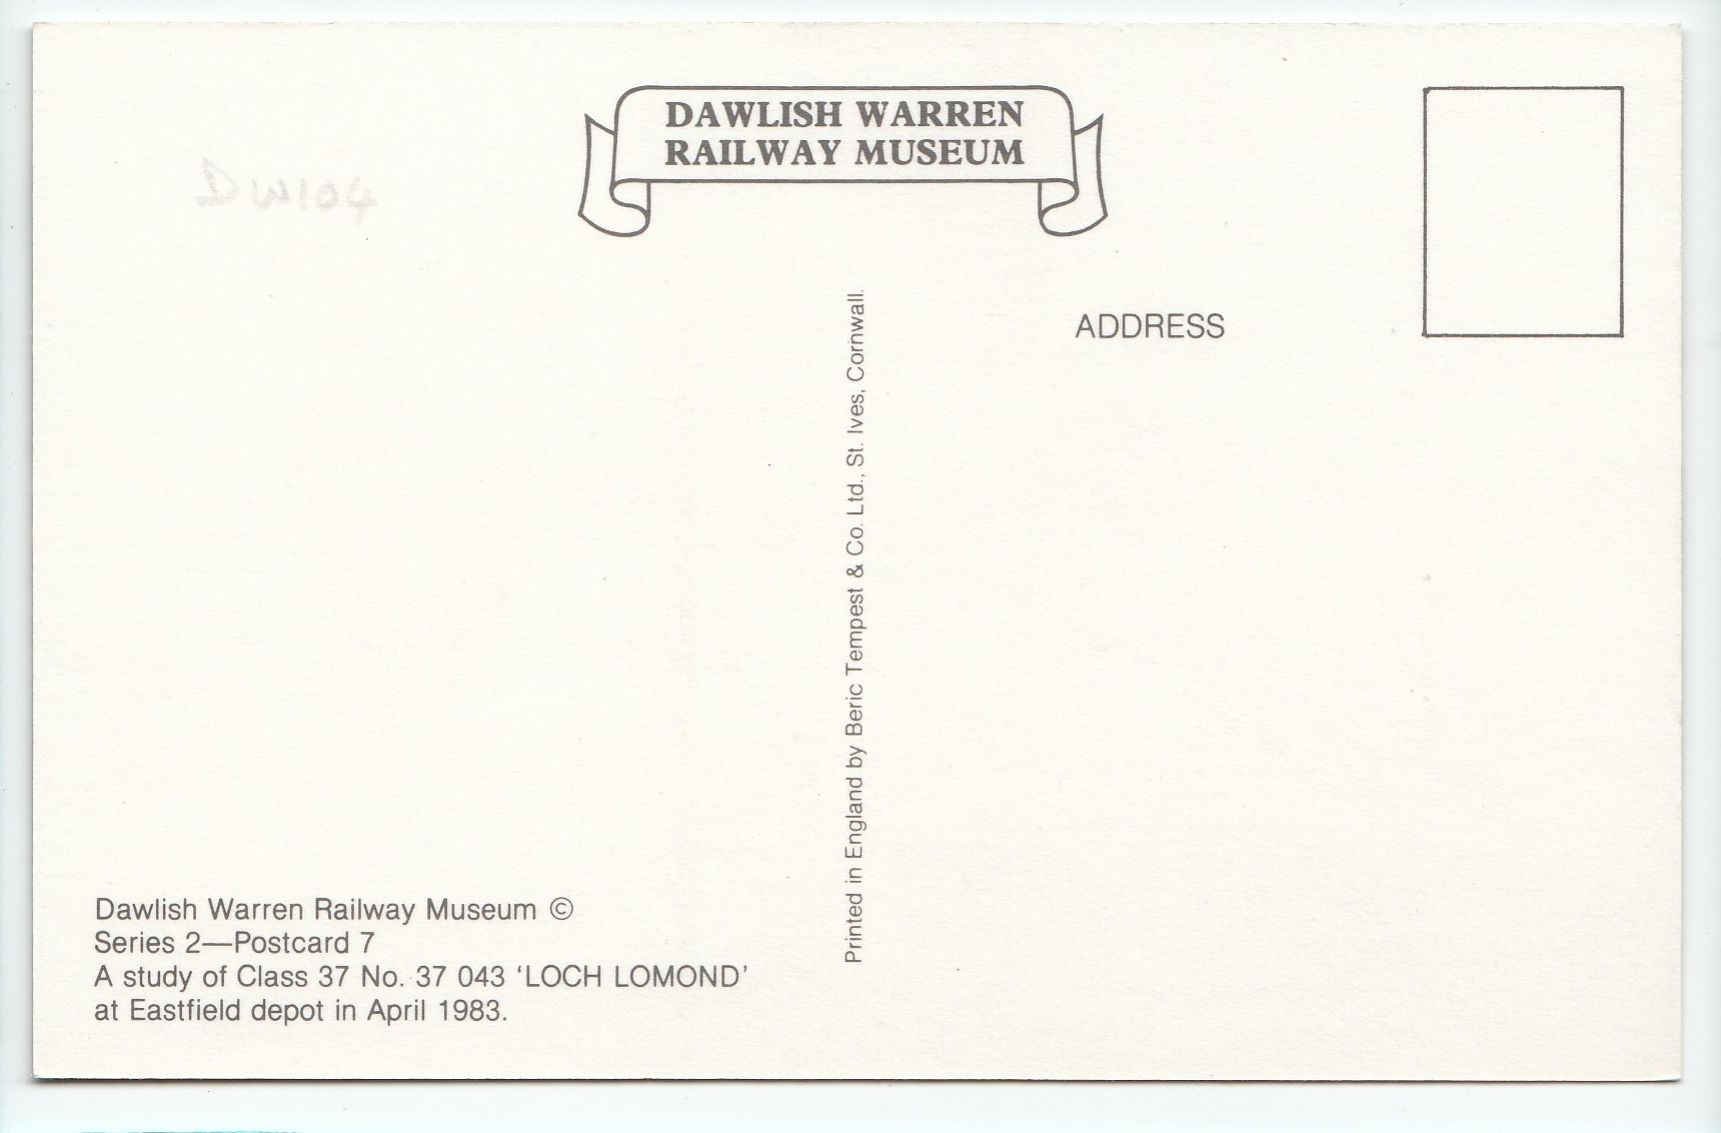 DAWLISH WARREN
RAILWAY MUSEUM
DW104
ADDRESS
Printed in England by Beric Tempest & Co. Ltd., St. Ives, Cornwall.
Dawlish Warren Railway Museum ©
Series 2—Postcard 7
A study of Class 37 No. 37 043 ‘LOCH LOMOND’
at Eastfield depot in April 1983.